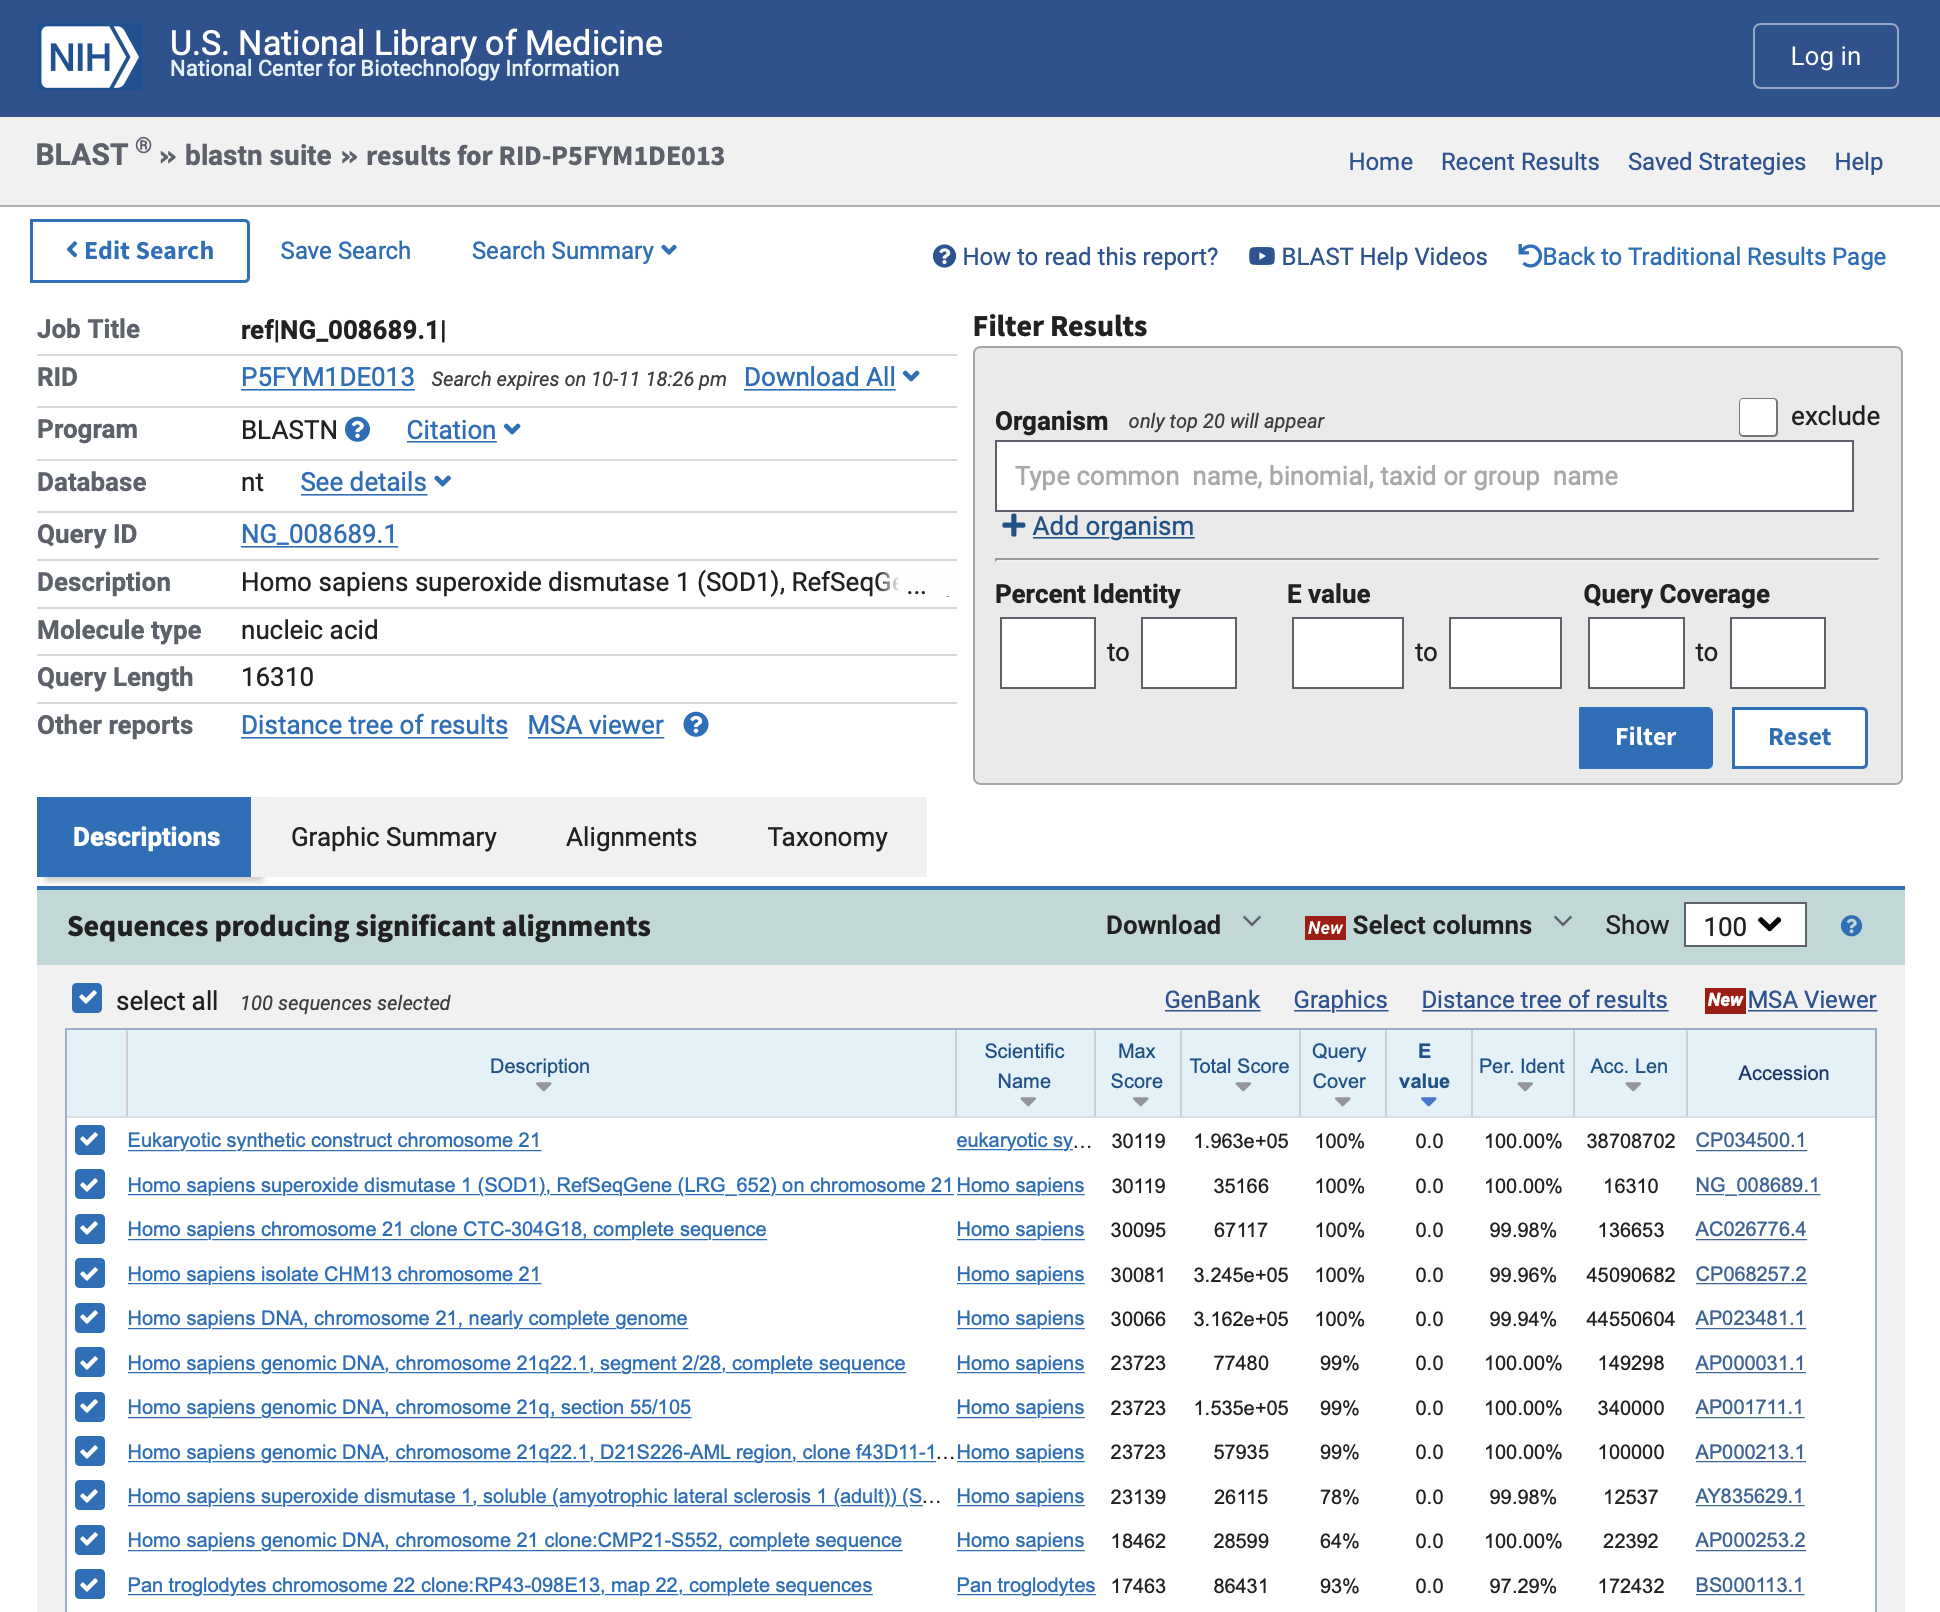 NIH
U.S. National Library of Medicine
National Center for Biotechnology Information
Log in
BLAST ® » blastn suite » results for RID-P5FYM1DE013
Home Recent Results Saved Strategies Help
Edit Search Save Search Search Summary
How to read this report? BLAST Help Videos Back to Traditional Results Page
Job Title ref|NG_008689.1|
RID P5FYM1DE013 Search expires on 10-11 18:26 pm Download All
Program BLASTN Citation
Database nt See details
Query ID NG_008689.1
Description Homo sapiens superoxide dismutase 1 (SOD1), RefSeqGe ...
Molecule type nucleic acid
Query Length 16310
Other reports Distance tree of results MSA viewer
Filter Results
Organism only top 20 will appear exclude
Type common name, binomial, taxid or group name
Add organism
Percent Identity E value Query Coverage
to to to
Filter Reset
Descriptions Graphic Summary Alignments Taxonomy
Sequences producing significant alignments Download New Select columns Show 100
select all 100 sequences selected GenBank Graphics Distance tree of results New MSA Viewer
Description Scientific Name Max Score Total Score Query Cover E value Per. Ident Acc. Len Accession
Eukaryotic synthetic construct chromosome 21 eukaryotic sy... 30119 1.963e+05 100% 0.0 100.00% 38708702 CP034500.1
Homo sapiens superoxide dismutase 1 (SOD1), RefSeqGene (LRG_652) on chromosome 21 Homo sapiens 30119 35166 100% 0.0 100.00% 16310 NG_008689.1
Homo sapiens chromosome 21 clone CTC-304G18, complete sequence Homo sapiens 30095 67117 100% 0.0 99.98% 136653 AC026776.4
Homo sapiens isolate CHM13 chromosome 21 Homo sapiens 30081 3.245e+05 100% 0.0 99.96% 45090682 CP068257.2
Homo sapiens DNA, chromosome 21, nearly complete genome Homo sapiens 30066 3.162e+05 100% 0.0 99.94% 44550604 AP023481.1
Homo sapiens genomic DNA, chromosome 21q22.1, segment 2/28, complete sequence Homo sapiens 23723 77480 99% 0.0 100.00% 149298 AP000031.1
Homo sapiens genomic DNA, chromosome 21q, section 55/105 Homo sapiens 23723 1.535e+05 99% 0.0 100.00% 340000 AP001711.1
Homo sapiens genomic DNA, chromosome 21q22.1, D21S226-AML region, clone f43D11-1... Homo sapiens 23723 57935 99% 0.0 100.00% 100000 AP000213.1
Homo sapiens superoxide dismutase 1, soluble (amyotrophic lateral sclerosis 1 (adult)) (S... Homo sapiens 23139 26115 78% 0.0 99.98% 12537 AY835629.1
Homo sapiens genomic DNA, chromosome 21 clone:CMP21-S552, complete sequence Homo sapiens 18462 28599 64% 0.0 100.00% 22392 AP000253.2
Pan troglodytes chromosome 22 clone:RP43-098E13, map 22, complete sequences Pan troglodytes 17463 86431 93% 0.0 97.29% 172432 BS000113.1